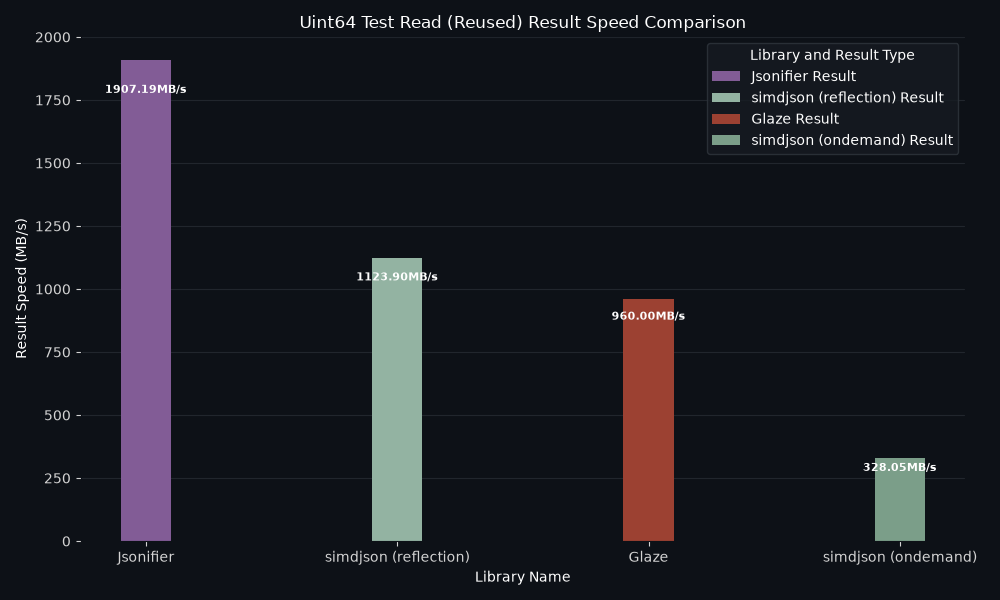 Uint64 Test Read (Reused) Result Speed Comparison
Library and Result Type
Jsonifier Result
simdjson (reflection) Result
Glaze Result
simdjson (ondemand) Result
Result Speed (MB/s)
2000
1750
1500
1250
1000
750
500
250
0
1907.19MB/s
1123.90MB/s
960.00MB/s
328.05MB/s
Jsonifier
simdjson (reflection)
Glaze
simdjson (ondemand)
Library Name